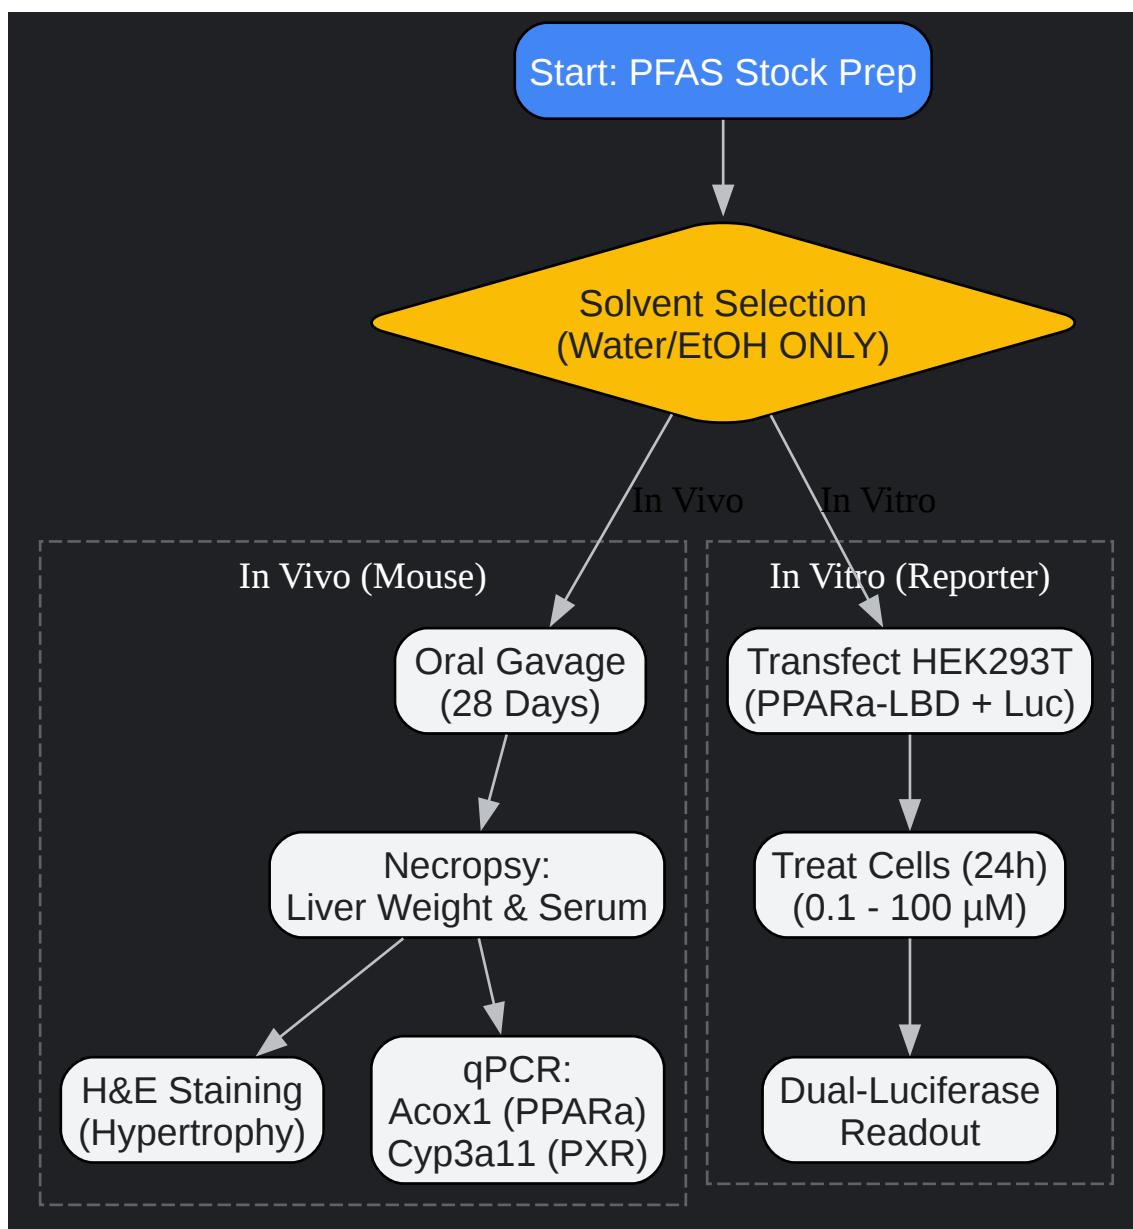 Start: PFAS Stock Prep
Solvent Selection
(Water/EtOH ONLY)
In Vivo
In Vitro
In Vivo (Mouse)
Oral Gavage
(28 Days)
Necropsy:
Liver Weight & Serum
H&E Staining
(Hypertrophy)
qPCR:
Acox1 (PPARa)
Cyp3a11 (PXR)
In Vitro (Reporter)
Transfect HEK293T
(PPARa-LBD + Luc)
Treat Cells (24h)
(0.1 - 100 µM)
Dual-Luciferase
Readout